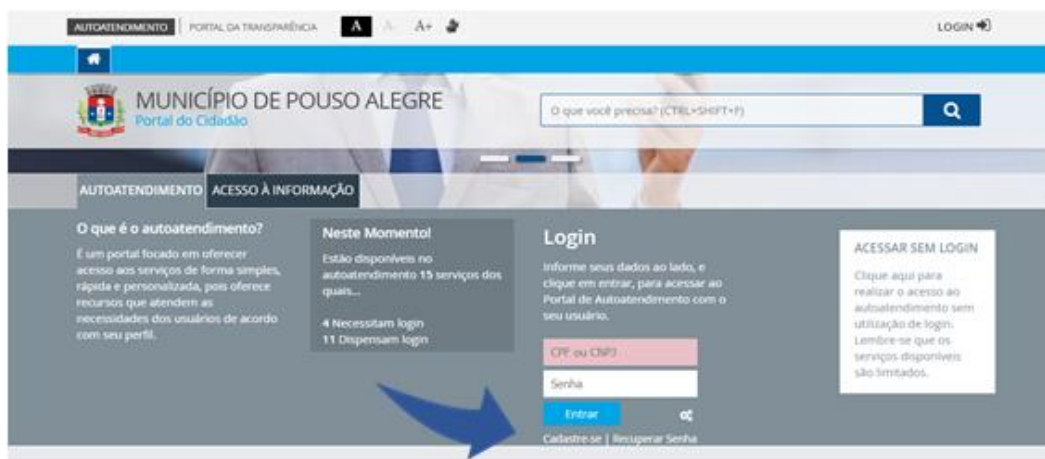 AUTOATENDIMENTO
PORTAL DA TRANSPARÊNCIA
A A- A+
LOGIN
MUNICÍPIO DE POUSO ALEGRE
Portal do Cidadão
O que você precisa? (CTRL+SHIFT+F)
AUTOATENDIMENTO
ACESSO À INFORMAÇÃO
O que é o autoatendimento?
É um portal focado em oferecer
acesso aos serviços de forma simples,
rápida e personalizada, pois oferece
recursos que atendem as
necessidades dos usuários de acordo
com seu perfil.
Neste Momento!
Estão disponíveis no
autoatendimento 15 serviços dos
quais...
4 Necessitam login
11 Dispensam login
Login
Informe seus dados ao lado, e
clique em entrar, para acessar ao
Portal de Autoatendimento com o
seu usuário.
CPF ou CNPJ
Senha
Entrar
Cadastre-se | Recuperar Senha
ACESSAR SEM LOGIN
Clique aqui para
realizar o acesso ao
autoatendimento sem
utilização de login.
Lembre-se que os
serviços disponíveis
são limitados.